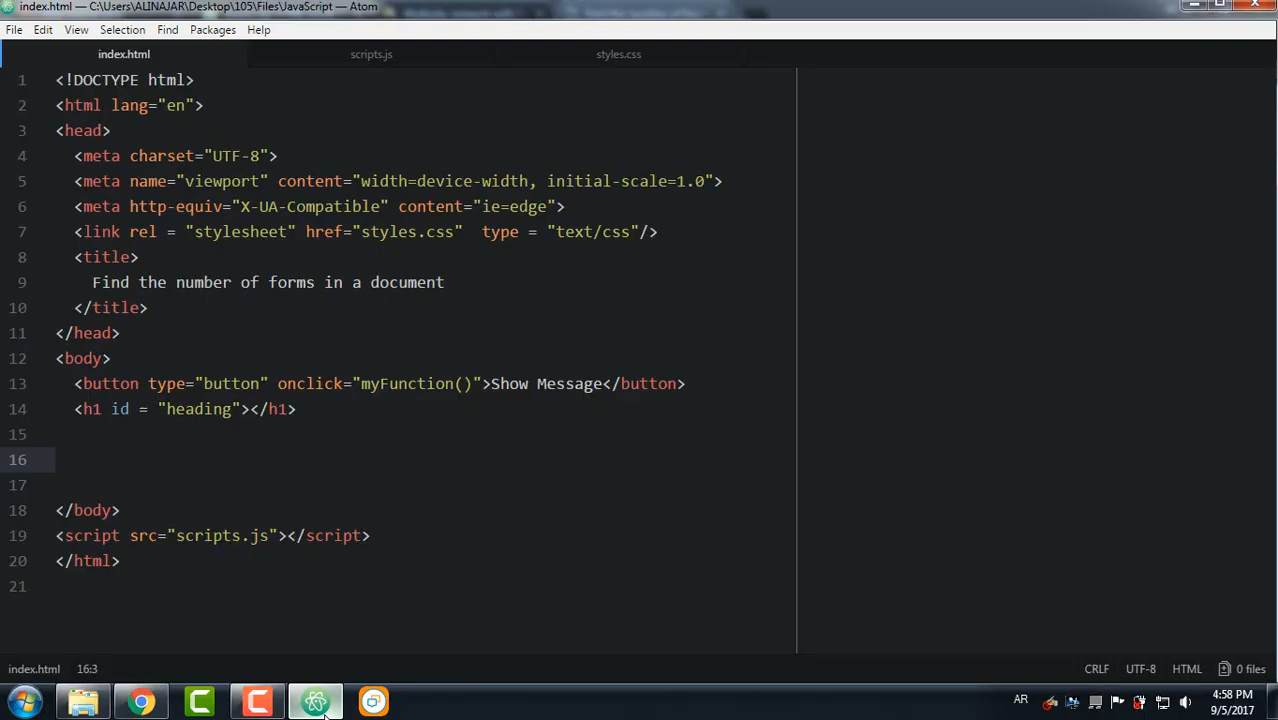 index.html — C:\Users\ALINAJAR\Desktop\105\Files\JavaScript — Atom
File Edit View Selection Find Packages Help
index.html scripts.js styles.css
1 <!DOCTYPE html>
2 <html lang="en">
3 <head>
4 <meta charset="UTF-8">
5 <meta name="viewport" content="width=device-width, initial-scale=1.0">
6 <meta http-equiv="X-UA-Compatible" content="ie=edge">
7 <link rel = "stylesheet" href="styles.css" type = "text/css"/>
8 <title>
9 Find the number of forms in a document
10 </title>
11 </head>
12 <body>
13 <button type="button" onclick="myFunction()">Show Message</button>
14 <h1 id = "heading"></h1>
15
16
17
18 </body>
19 <script src="scripts.js"></script>
20 </html>
21
index.html 16:3 CRLF UTF-8 HTML 0 files
AR 4:58 PM
9/5/2017